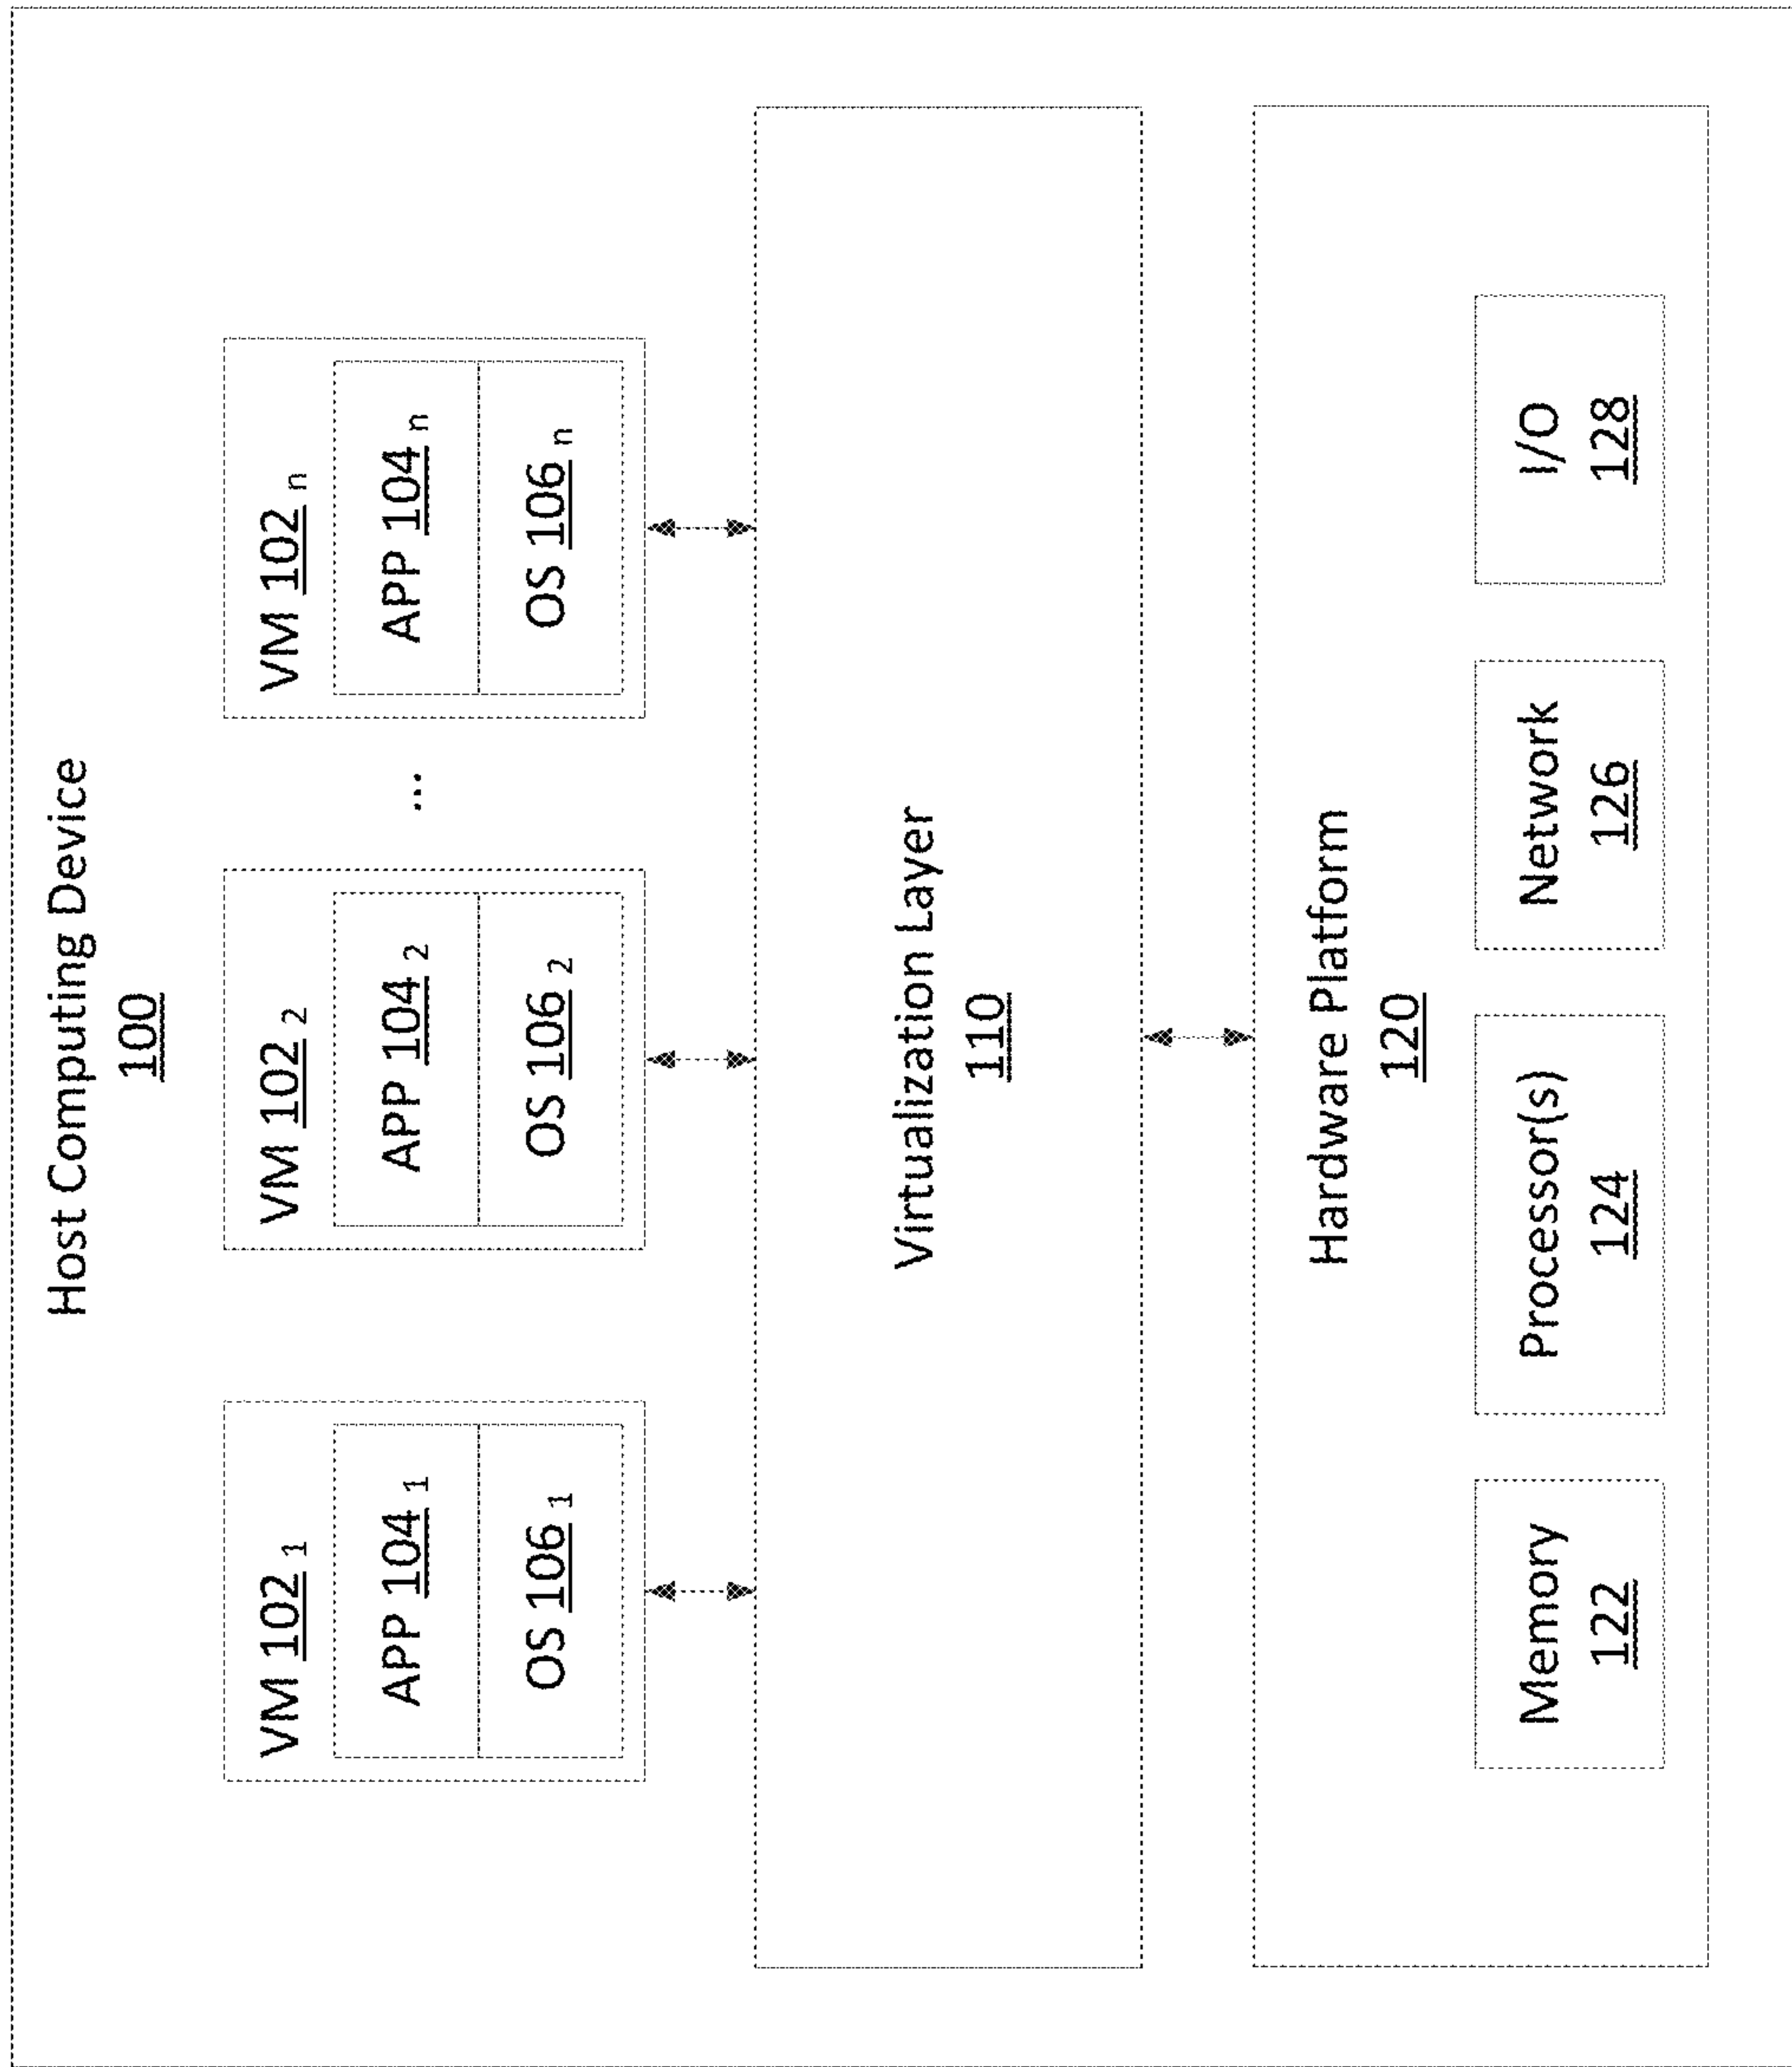 Host Computing Device
100
VM 102 1
APP 104 1
OS 106 1
VM 102 2
APP 104 2
OS 106 2
...
VM 102 n
APP 104 n
OS 106 n
Virtualization Layer
110
Hardware Platform
120
Memory
122
Processor(s)
124
Network
126
I/O
128